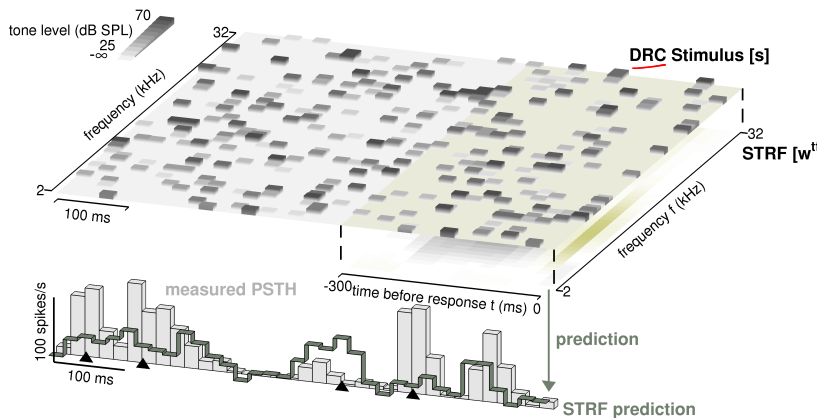 70
tone level (dB SPL)
25
-∞
32
frequency (kHz)
2
100 ms
DRC Stimulus [s]
32
STRF [w^tf
frequency f (kHz)
2
-300
time before response t (ms)
0
measured PSTH
100 spikes/s
100 ms
prediction
STRF prediction